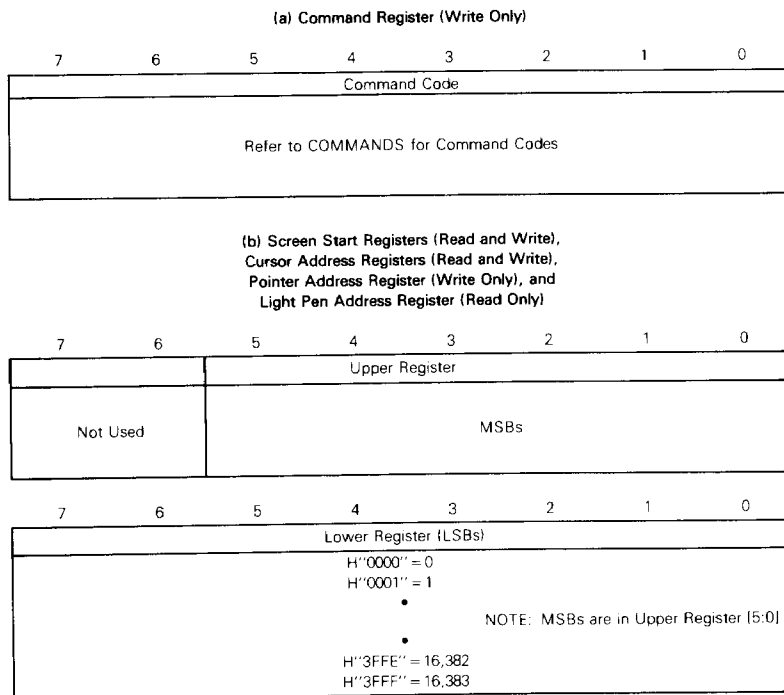 (a) Command Register (Write Only)
7 6 5 4 3 2 1 0
Command Code
Refer to COMMANDS for Command Codes
(b) Screen Start Registers (Read and Write),
Cursor Address Registers (Read and Write),
Pointer Address Register (Write Only), and
Light Pen Address Register (Read Only)
7 6 5 4 3 2 1 0
Upper Register
Not Used MSBs
7 6 5 4 3 2 1 0
Lower Register (LSBs)
H''0000'' = 0
H''0001'' = 1
•
NOTE: MSBs are in Upper Register [5:0]
•
H''3FFE'' = 16,382
H''3FFF'' = 16,383